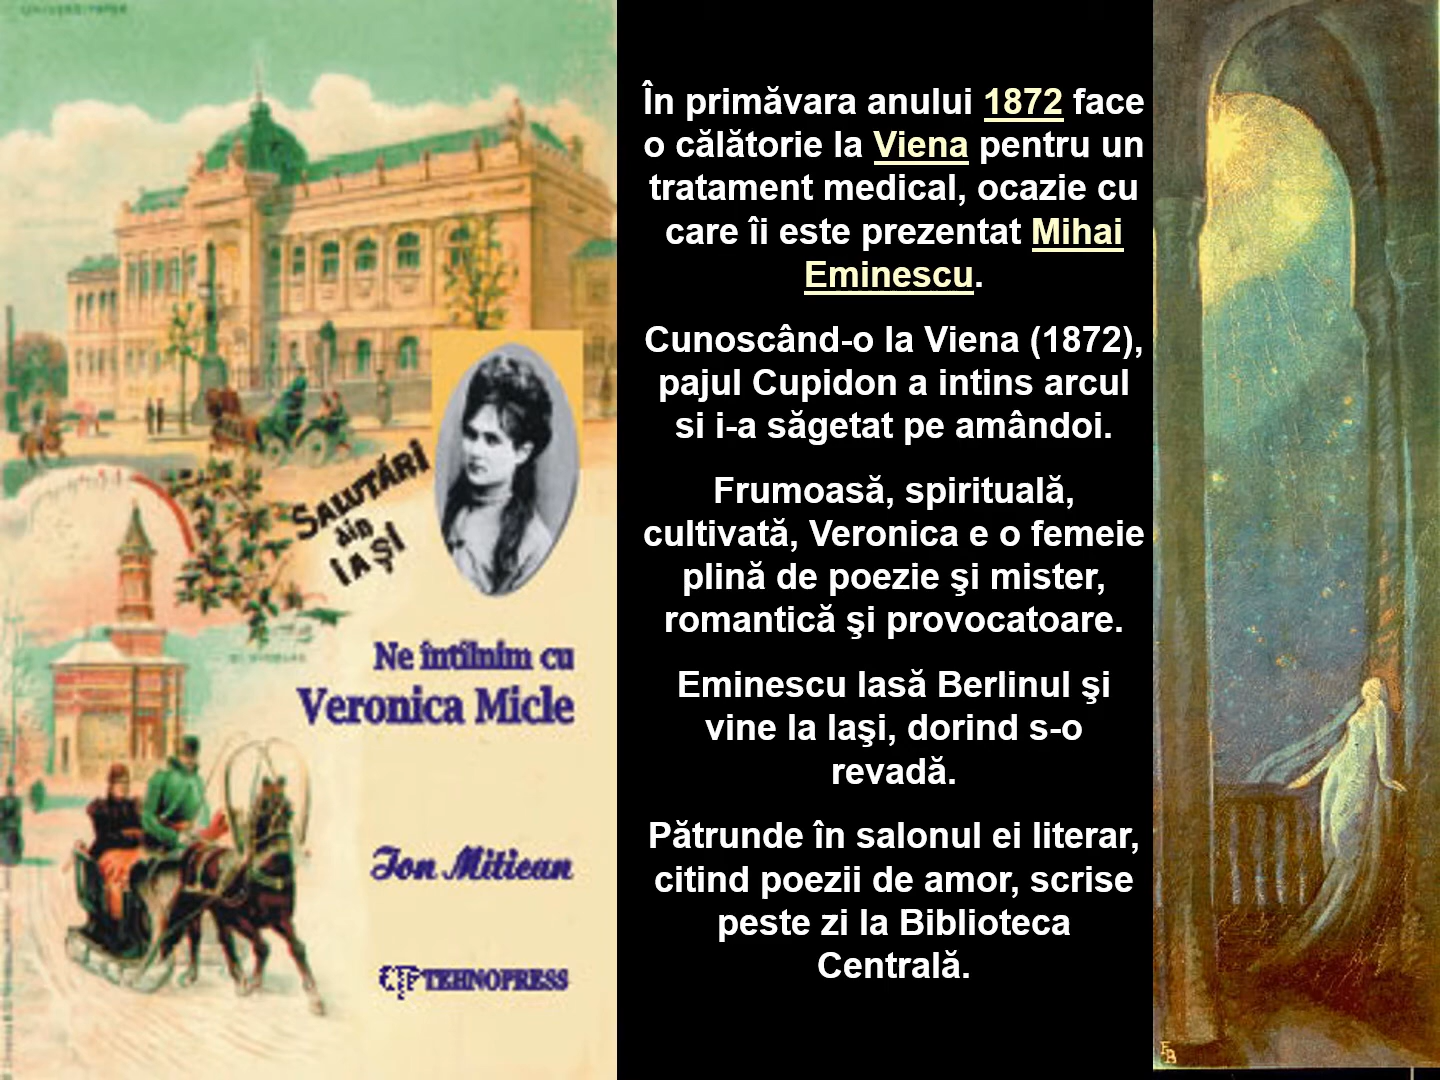 UNIVERSITATEA
SALUTĂRI
din
IAŞI
Ne întîlnim cu
Veronica Micle
Ion Mitican
TEHNOPRESS
În primăvara anului 1872 face
o călătorie la Viena pentru un
tratament medical, ocazie cu
care îi este prezentat Mihai
Eminescu.
Cunoscând-o la Viena (1872),
pajul Cupidon a intins arcul
si i-a săgetat pe amândoi.
Frumoasă, spirituală,
cultivată, Veronica e o femeie
plină de poezie şi mister,
romantică şi provocatoare.
Eminescu lasă Berlinul şi
vine la Iaşi, dorind s-o
revadă.
Pătrunde în salonul ei literar,
citind poezii de amor, scrise
peste zi la Biblioteca
Centrală.